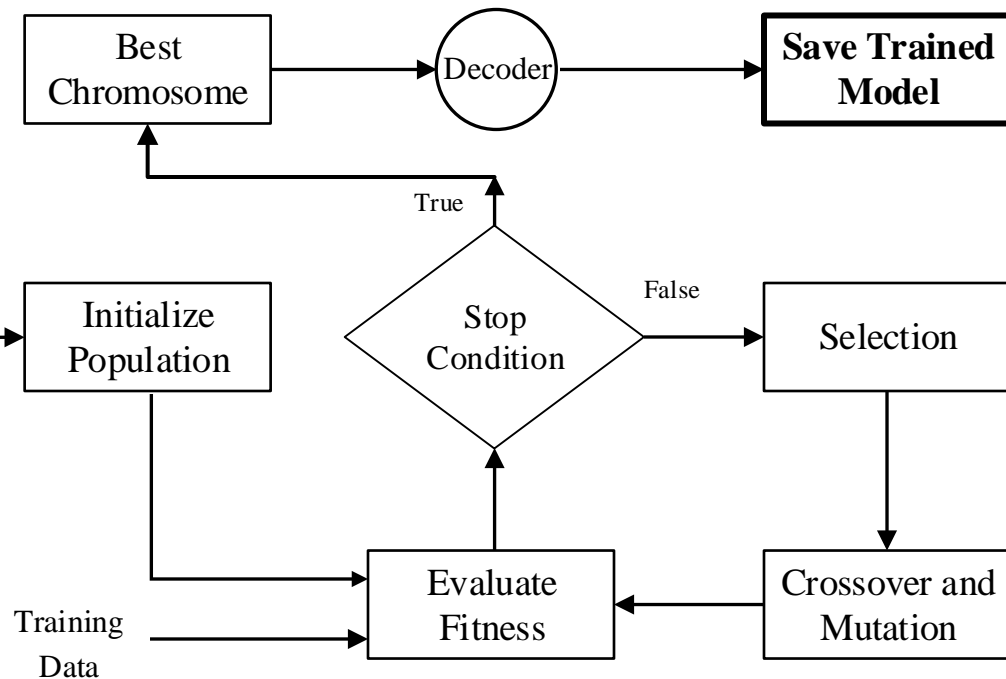 Best
Chromosome
Decoder
Save Trained
Model
True
False
Initialize
Population
Stop
Condition
Selection
Training
Data
Evaluate
Fitness
Crossover and
Mutation